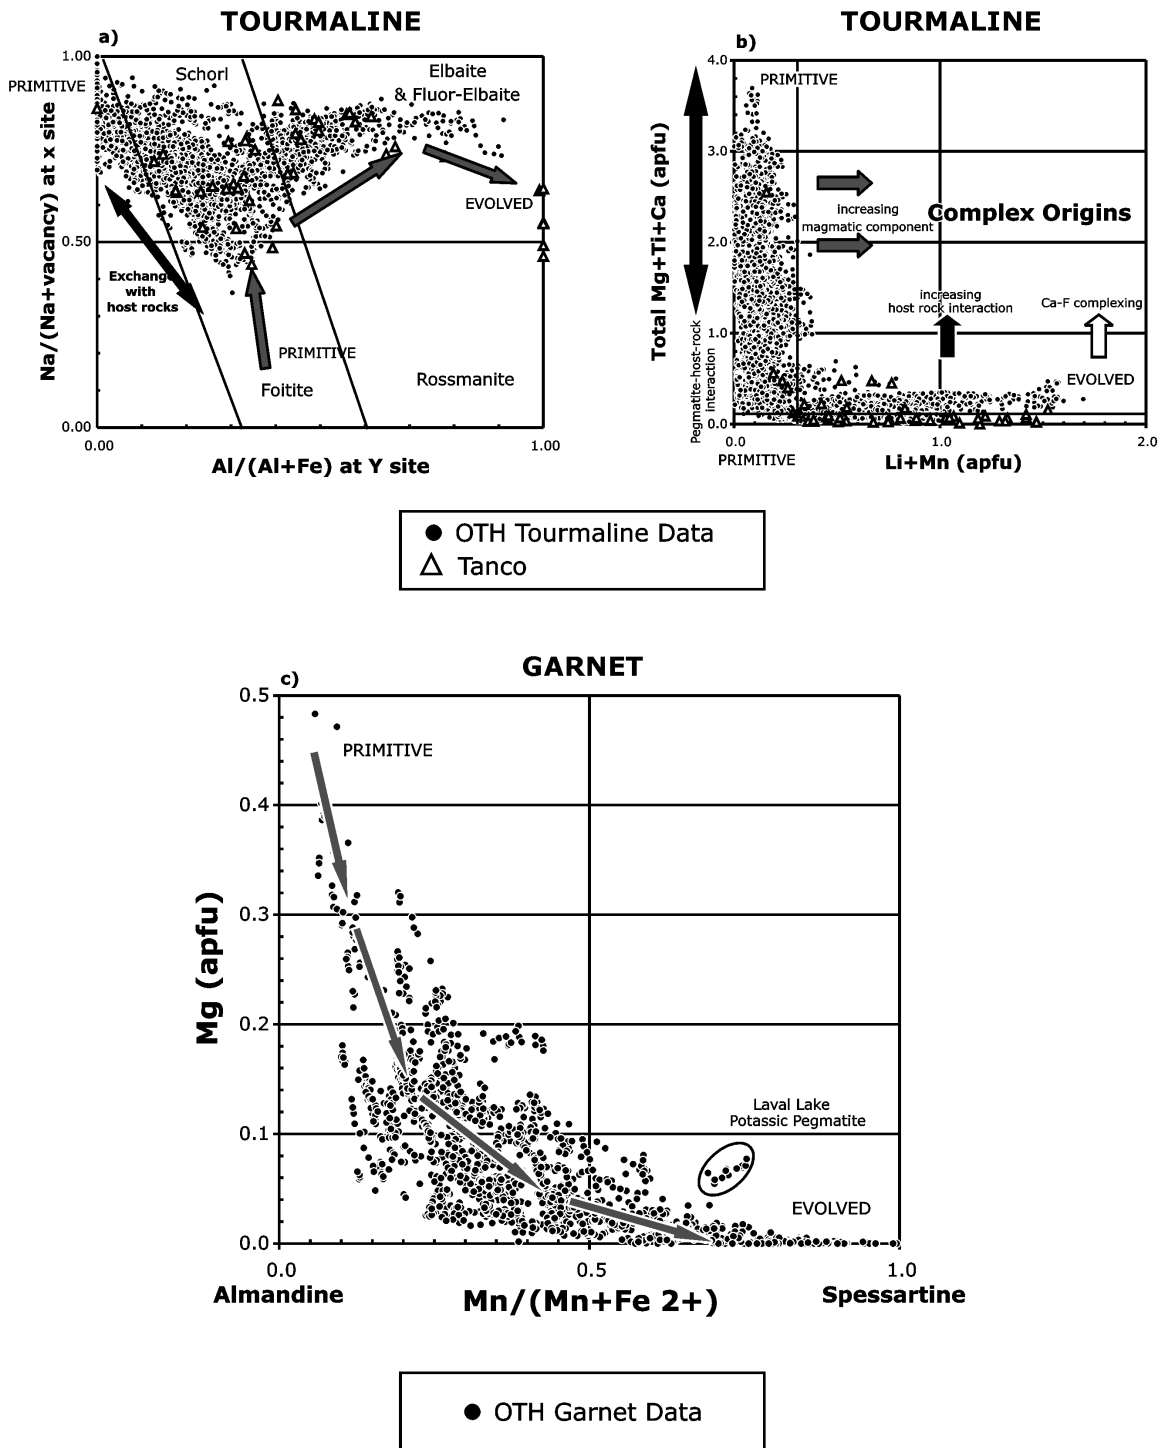 TOURMALINE
a)
1.00
PRIMITIVE
Schorl
Elbaite
& Fluor-Elbaite
Na/(Na+vacancy) at x site
0.50
EVOLVED
Exchange
with
host rocks
PRIMITIVE
Foitite
Rossmanite
0.00
0.00
1.00
Al/(Al+Fe) at Y site
TOURMALINE
b)
4.0
PRIMITIVE
Total Mg+Ti+Ca (apfu)
3.0
increasing
magmatic component
Complex Origins
2.0
increasing
host rock interaction
Ca-F complexing
1.0
Pegmatite-host-rock
interaction
EVOLVED
0.0
0.0
1.0
2.0
PRIMITIVE
Li+Mn (apfu)
OTH Tourmaline Data
Tanco
GARNET
c)
0.5
PRIMITIVE
0.4
Mg (apfu)
0.3
0.2
Laval Lake
Potassic Pegmatite
0.1
EVOLVED
0.0
0.0
0.5
1.0
Almandine
Mn/(Mn+Fe 2+)
Spessartine
OTH Garnet Data